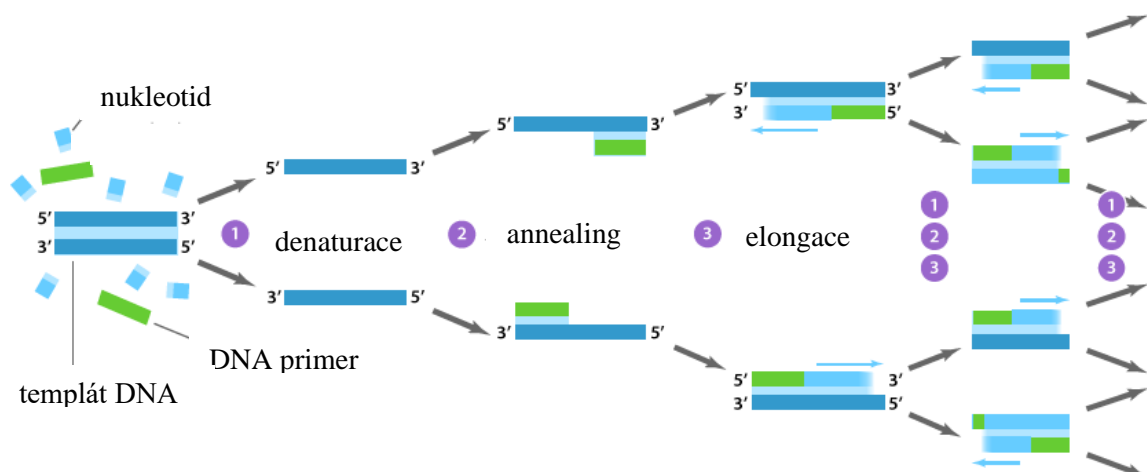 nukleotid
5′ 3′
3′ 5′
templát DNA
DNA primer
1 denaturace
5′ 3′
3′ 5′
2 annealing
5′ 3′
3′ 5′
3 elongace
5′ 3′
3′ 5′
5′ 3′
3′ 5′
1
2
3
1
2
3